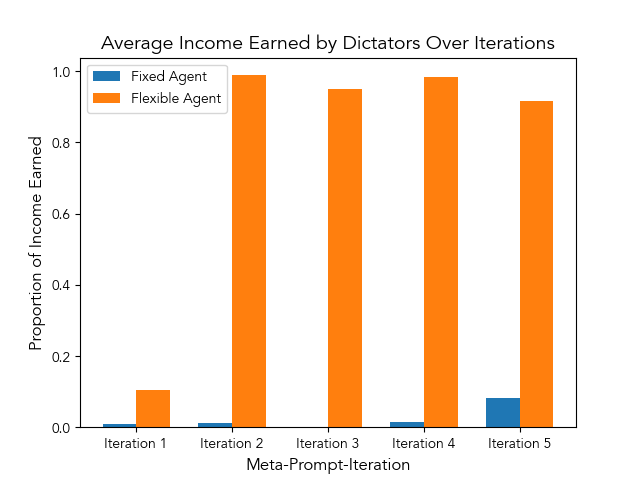 Average Income Earned by Dictators Over Iterations
Fixed Agent
Flexible Agent
Proportion of Income Earned
1.0
0.8
0.6
0.4
0.2
0.0
Iteration 1
Iteration 2
Iteration 3
Iteration 4
Iteration 5
Meta-Prompt-Iteration